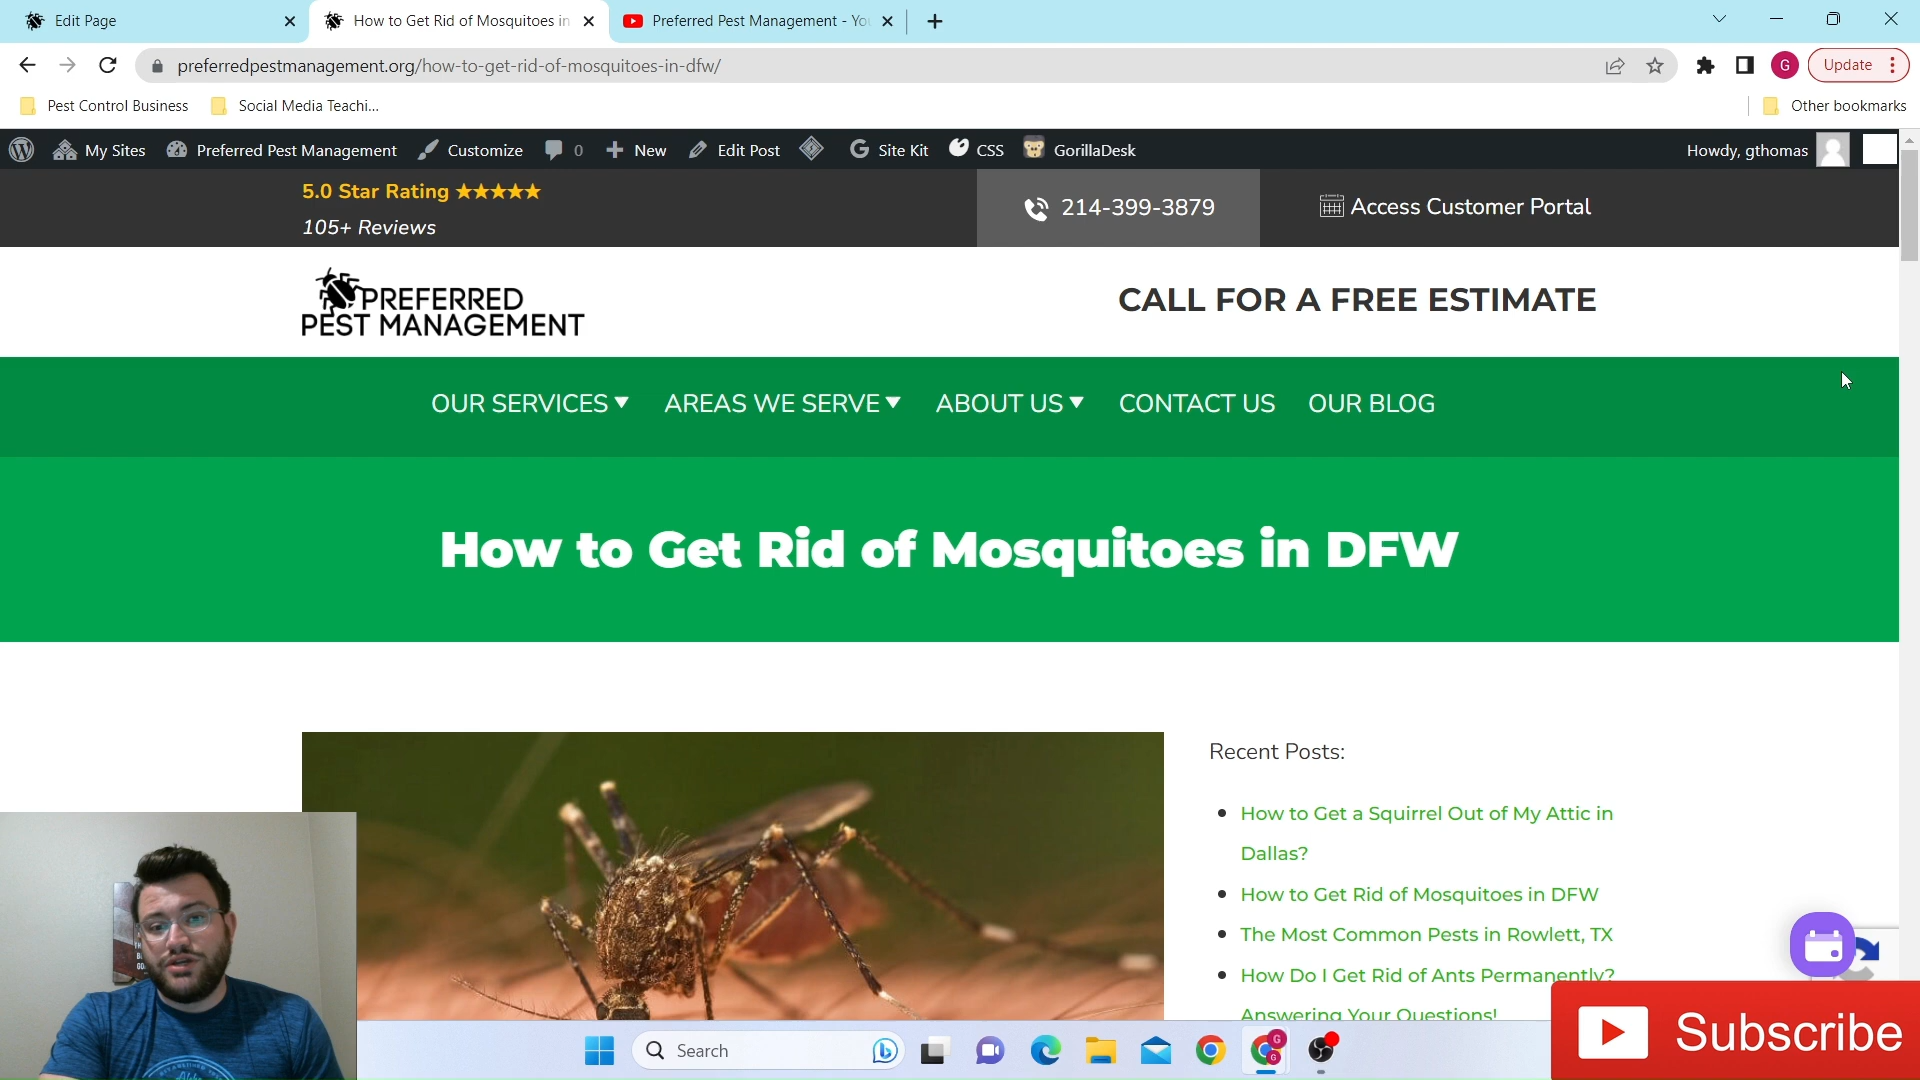 Edit Page
How to Get Rid of Mosquitoes in
Preferred Pest Management - You
preferredpestmanagement.org/how-to-get-rid-of-mosquitoes-in-dfw/
G
Update
Pest Control Business
Social Media Teachi...
Other bookmarks
My Sites
Preferred Pest Management
Customize
0
New
Edit Post
Site Kit
CSS
GorillaDesk
Howdy, gthomas
5.0 Star Rating ★★★★★
105+ Reviews
214-399-3879
Access Customer Portal
PREFERRED
PEST MANAGEMENT
CALL FOR A FREE ESTIMATE
OUR SERVICES▼
AREAS WE SERVE▼
ABOUT US▼
CONTACT US
OUR BLOG
How to Get Rid of Mosquitoes in DFW
Recent Posts:
How to Get a Squirrel Out of My Attic in
Dallas?
How to Get Rid of Mosquitoes in DFW
The Most Common Pests in Rowlett, TX
How Do I Get Rid of Ants Permanently?
Answering Your Questions!
Search
Subscribe